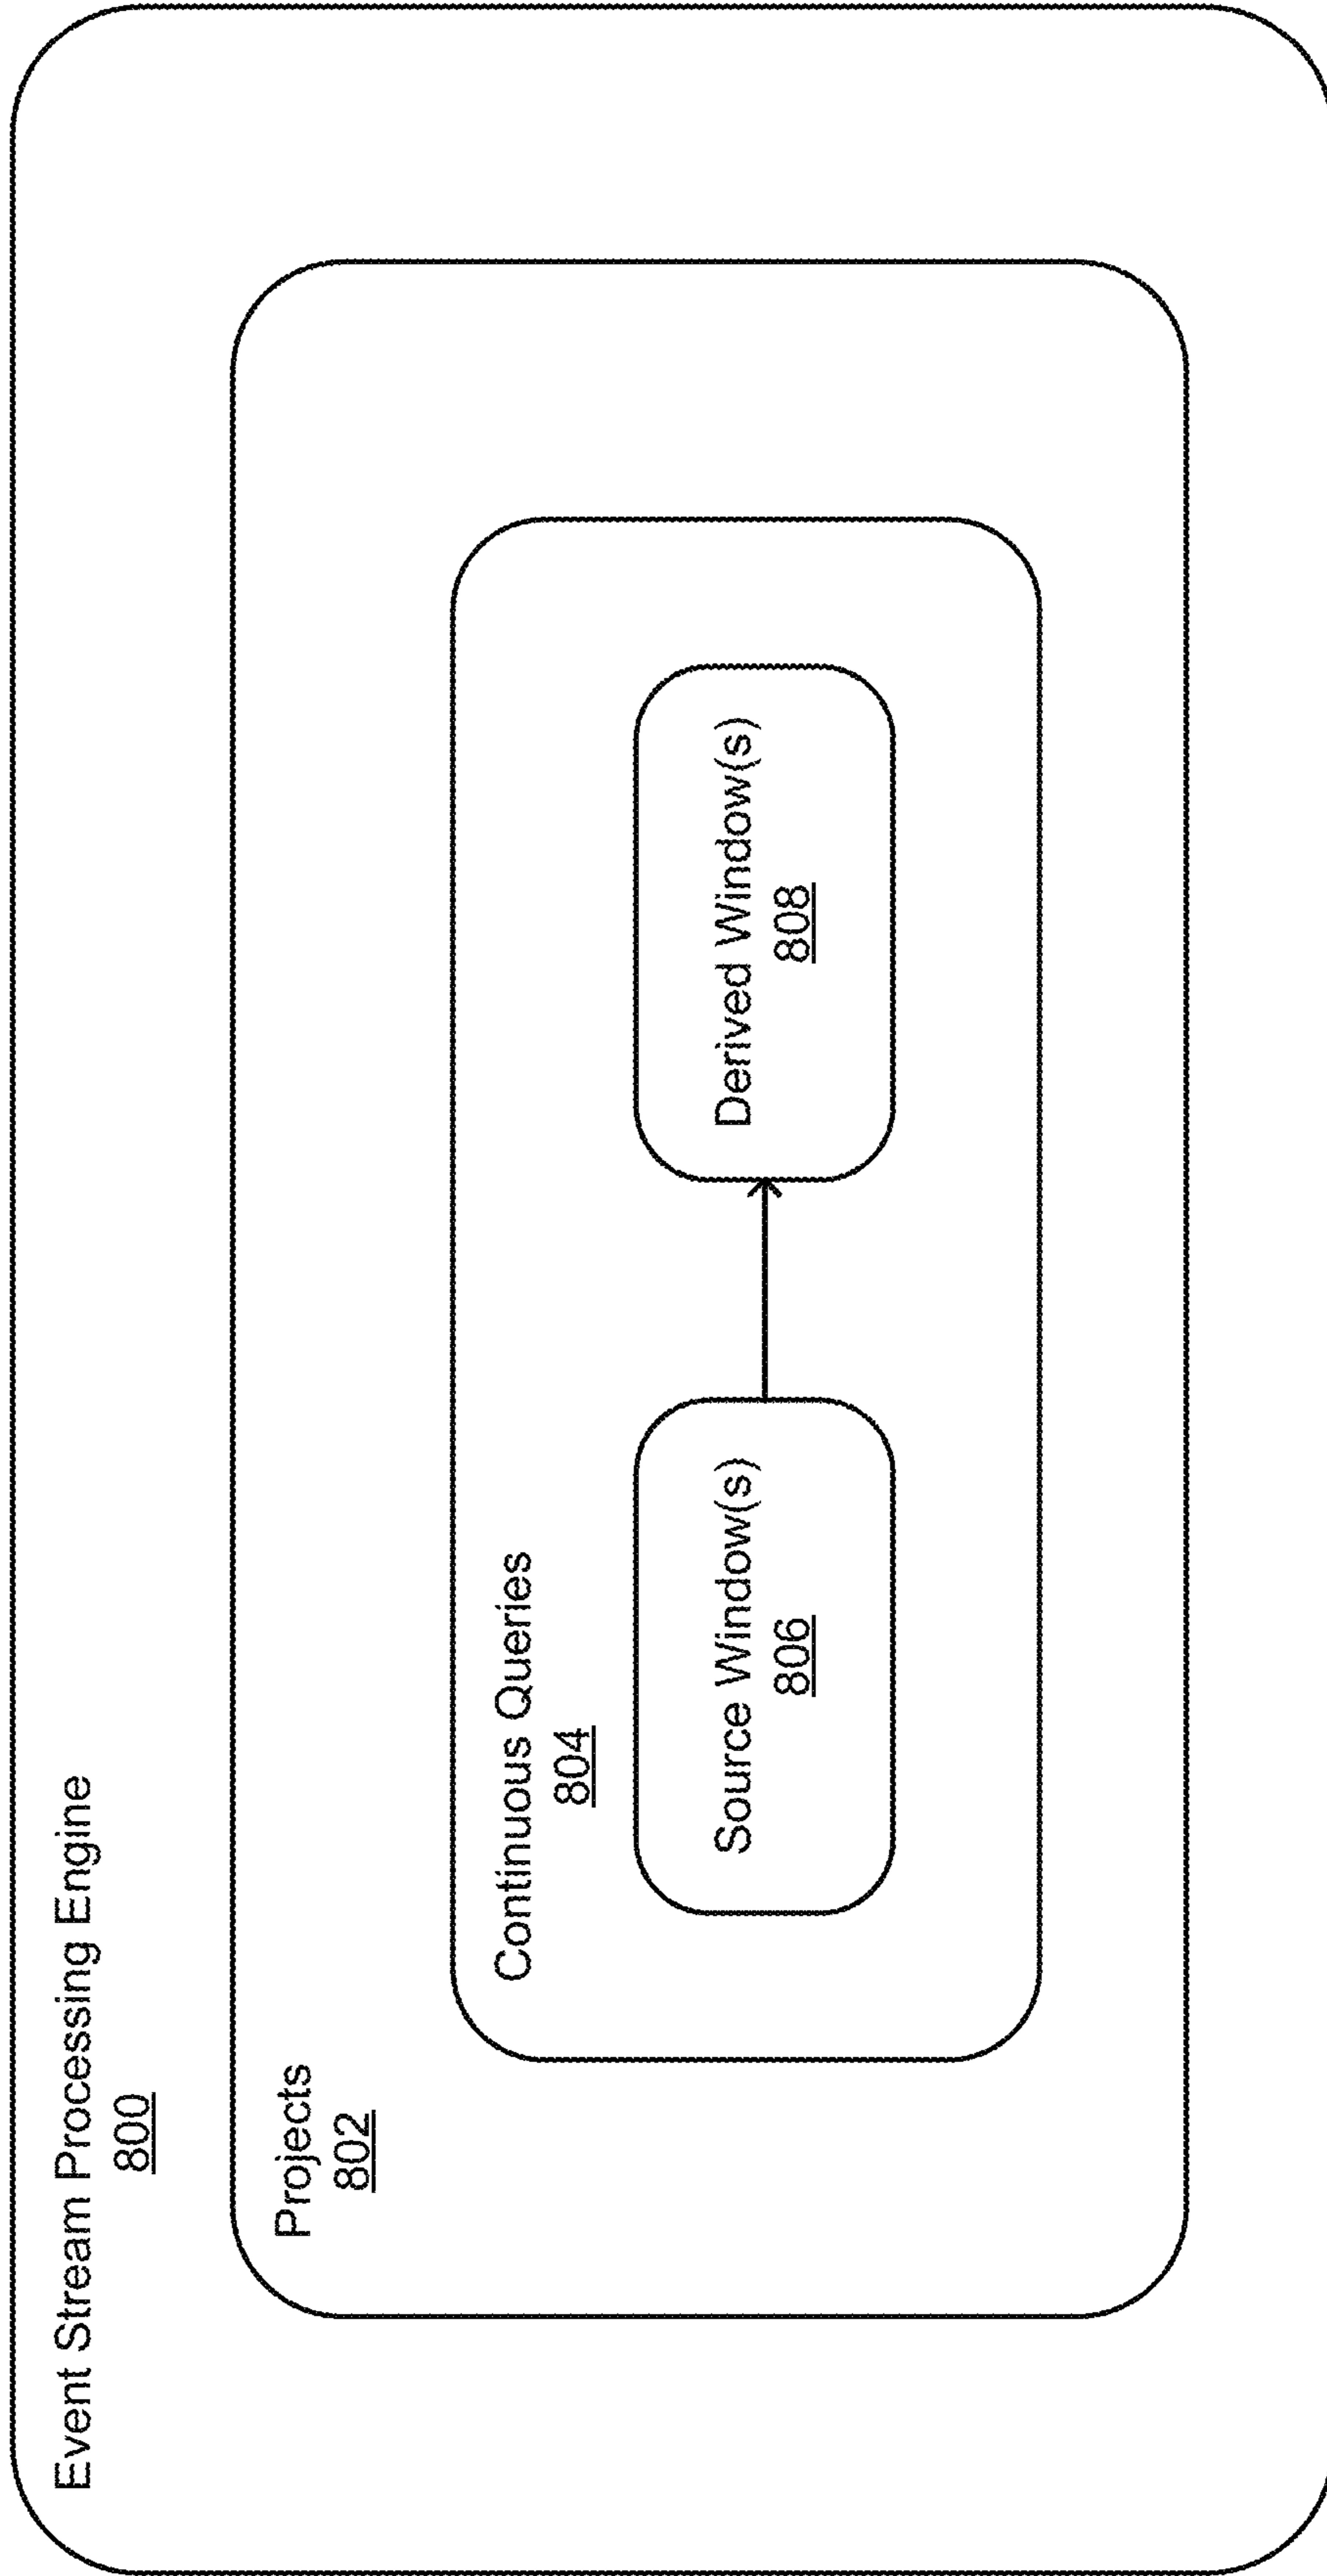 Event Stream Processing Engine
800
Projects
802
Continuous Queries
804
Source Window(s)
806
Derived Window(s)
808